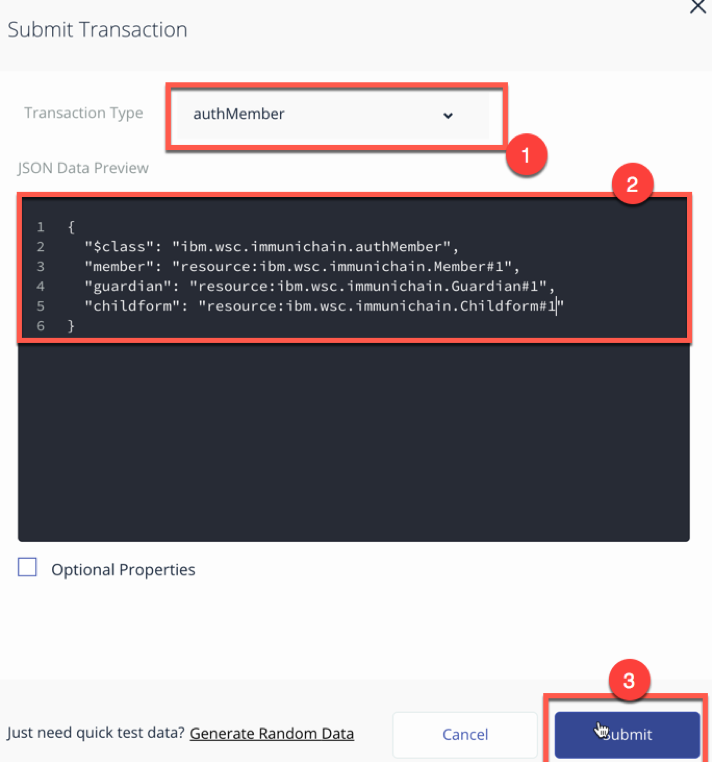 Submit Transaction
Transaction Type
authMember
1
JSON Data Preview
2
1 {
2 "$class": "ibm.wsc.immunichain.authMember",
3 "member": "resource:ibm.wsc.immunichain.Member#1",
4 "guardian": "resource:ibm.wsc.immunichain.Guardian#1",
5 "childform": "resource:ibm.wsc.immunichain.Childform#1"
6 }
Optional Properties
3
Just need quick test data? Generate Random Data
Cancel
Submit